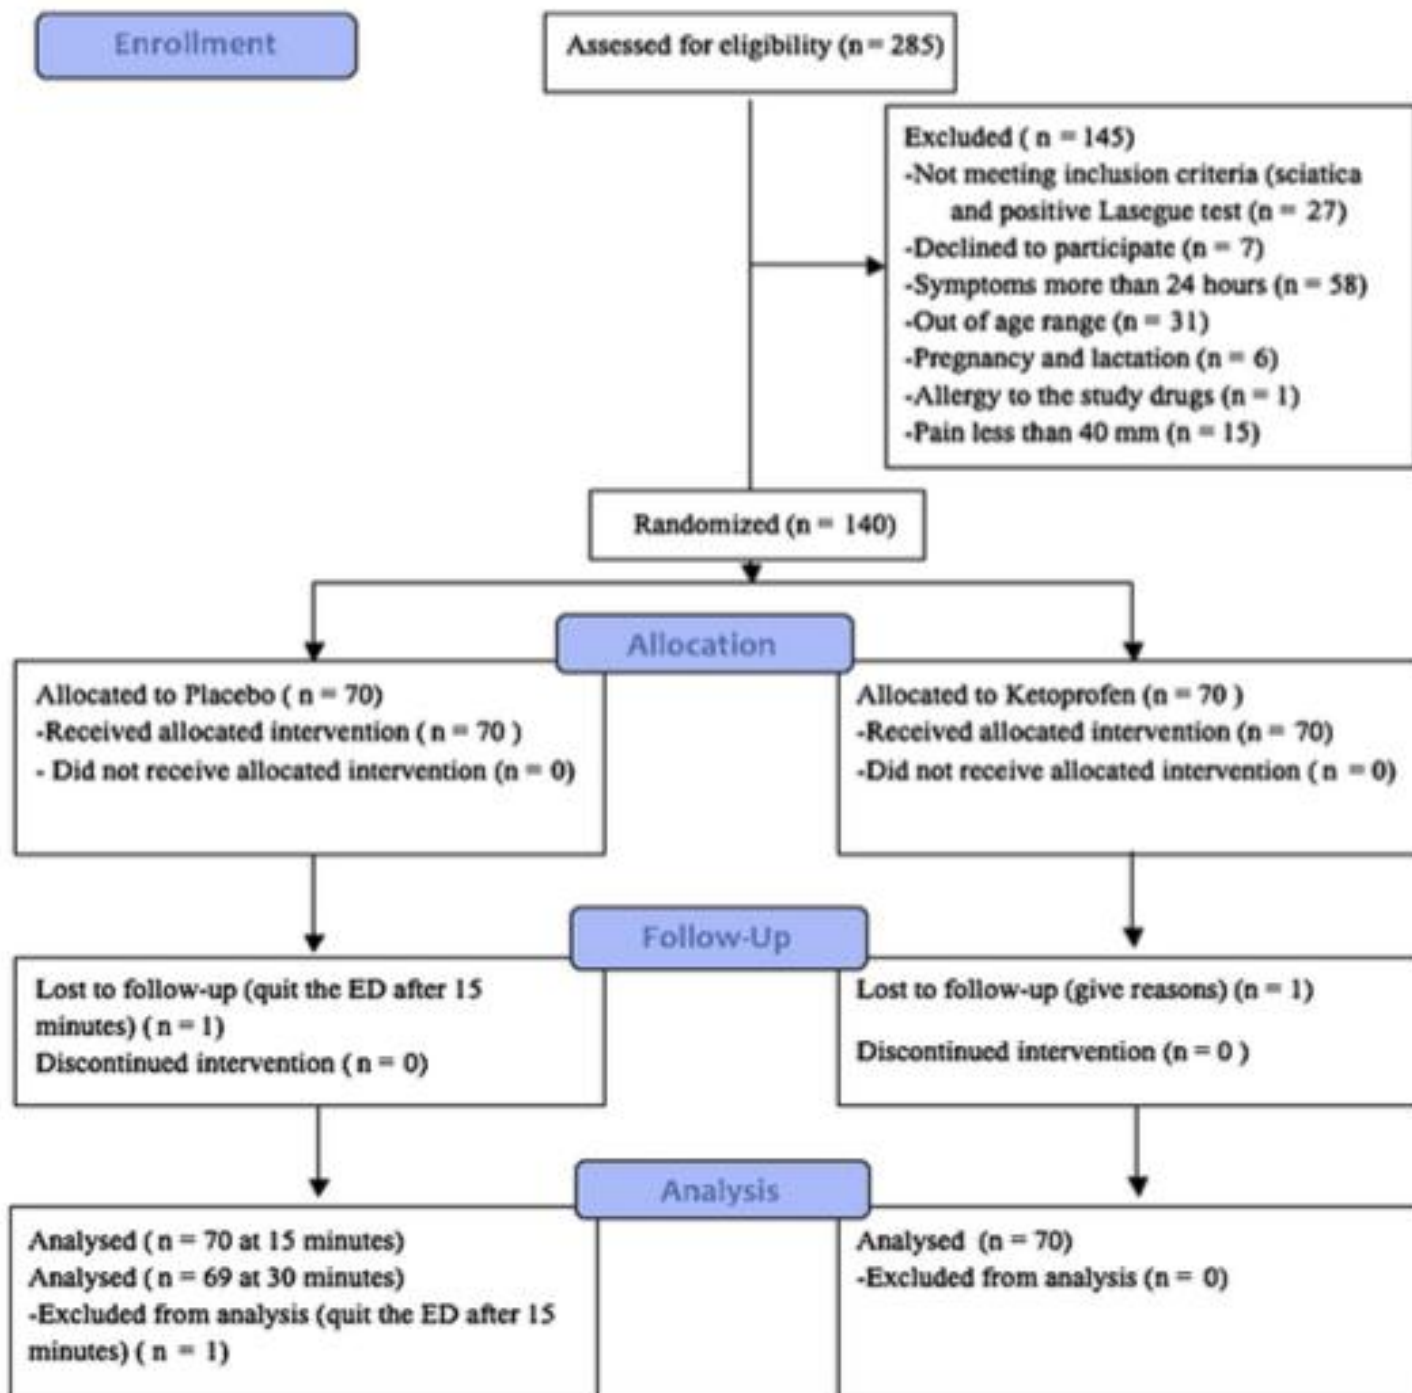 Enrollment
Assessed for eligibility (n = 285)
Excluded ( n = 145)
-Not meeting inclusion criteria (sciatica
and positive Lasegue test (n = 27)
-Declined to participate (n = 7)
-Symptoms more than 24 hours (n = 58)
-Out of age range (n = 31)
-Pregnancy and lactation (n = 6)
-Allergy to the study drugs (n = 1)
-Pain less than 40 mm (n = 15)
Randomized (n = 140)
Allocation
Allocated to Placebo ( n = 70)
-Received allocated intervention ( n = 70 )
- Did not receive allocated intervention (n = 0)
Allocated to Ketoprofen (n = 70 )
-Received allocated intervention (n = 70)
-Did not receive allocated intervention ( n = 0)
Follow-Up
Lost to follow-up (quit the ED after 15
minutes) ( n = 1)
Discontinued intervention ( n = 0)
Lost to follow-up (give reasons) (n = 1)
Discontinued intervention (n = 0 )
Analysis
Analysed ( n = 70 at 15 minutes)
Analysed ( n = 69 at 30 minutes)
-Excluded from analysis (quit the ED after 15
minutes) ( n = 1)
Analysed (n = 70)
-Excluded from analysis (n = 0)